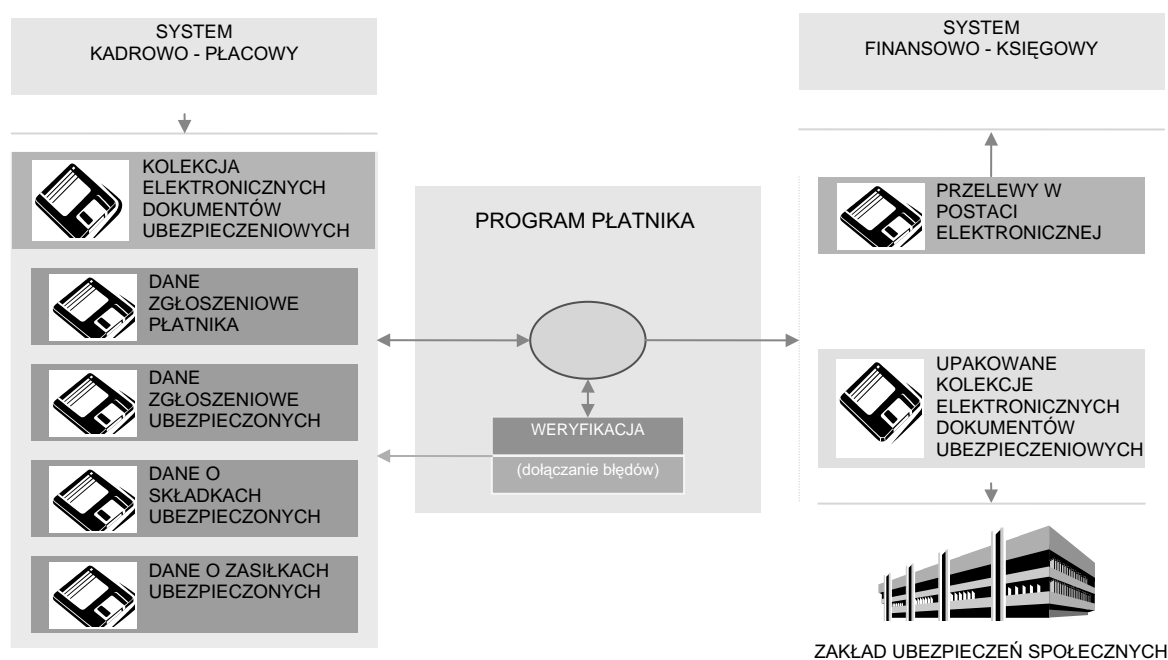 SYSTEM
KADROWO - PŁACOWY
KOLEKCJA
ELEKTRONICZNYCH
DOKUMENTÓW
UBEZPIECZENIOWYCH
DANE
ZGŁOSZENIOWE
PŁATNIKA
DANE
ZGŁOSZENIOWE
UBEZPIECZONYCH
DANE O
SKŁADKACH
UBEZPIECZONYCH
DANE O ZASIŁKACH
UBEZPIECZONYCH
PROGRAM PŁATNIKA
WERYFIKACJA
(dołączanie błędów)
SYSTEM
FINANSOWO - KSIĘGOWY
PRZELEWY W
POSTACI
ELEKTRONICZNEJ
UPAKOWANE
KOLEKCJE
ELEKTRONICZNYCH
DOKUMENTÓW
UBEZPIECZENIOWYCH
ZAKŁAD UBEZPIECZEŃ SPOŁECZNYCH